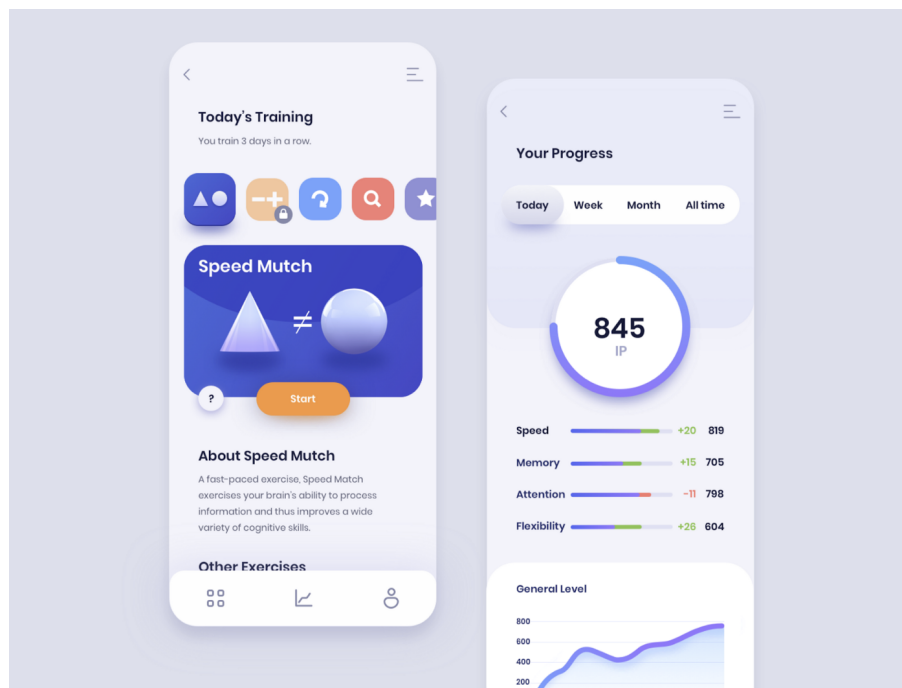 Today's Training
You train 3 days in a row.
Speed Mutch
≠
?
Start
About Speed Mutch
A fast-paced exercise, Speed Match
exercises your brain's ability to process
information and thus improves a wide
variety of cognitive skills.
Other Exercises
Your Progress
Today Week Month All time
845
IP
Speed +20 819
Memory +15 705
Attention -11 798
Flexibility +26 604
General Level
800
600
400
200